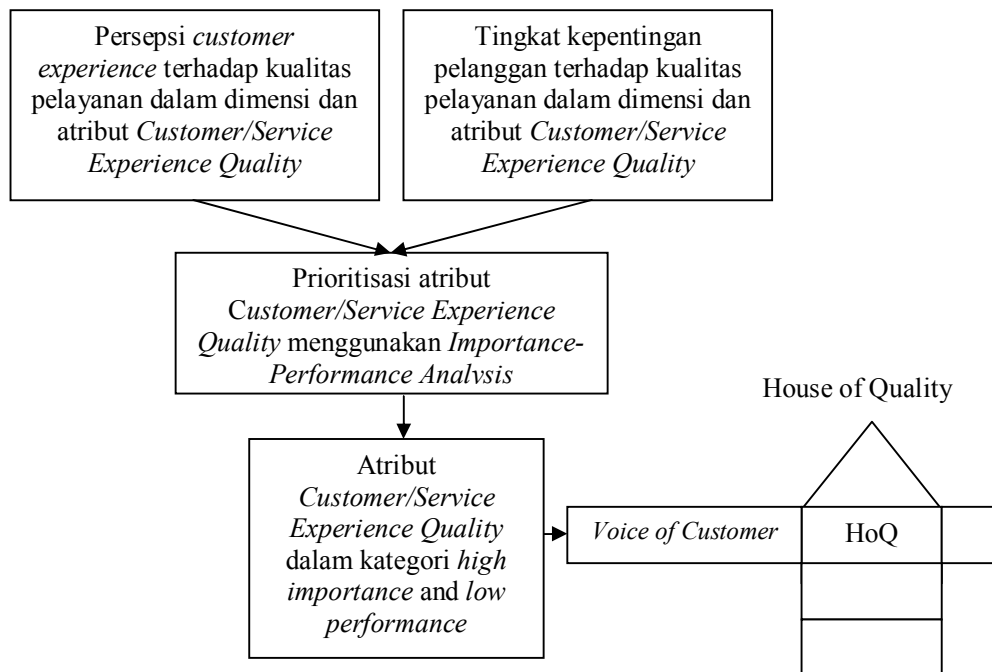 Persepsi customer
experience terhadap kualitas
pelayanan dalam dimensi dan
atribut Customer/Service
Experience Quality
Tingkat kepentingan
pelanggan terhadap kualitas
pelayanan dalam dimensi dan
atribut Customer/Service
Experience Quality
Prioritisasi atribut
Customer/Service Experience
Quality menggunakan Importance-
Performance Analysis
House of Quality
Atribut
Customer/Service
Experience Quality
dalam kategori high
importance and low
performance
Voice of Customer
HoQ